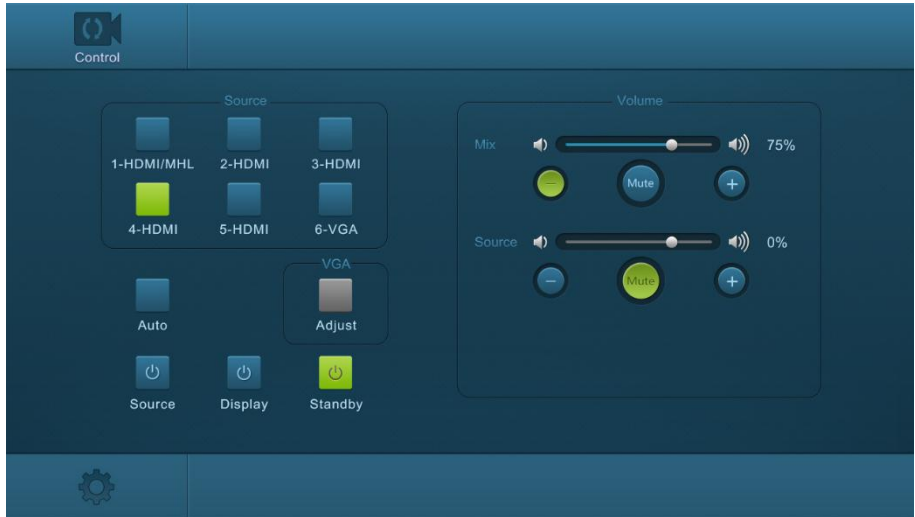 Control
Source
1-HDMI/MHL 2-HDMI 3-HDMI
4-HDMI 5-HDMI 6-VGA
VGA
Auto Adjust
Source Display Standby
Volume
Mix 75%
− Mute +
Source 0%
− Mute +